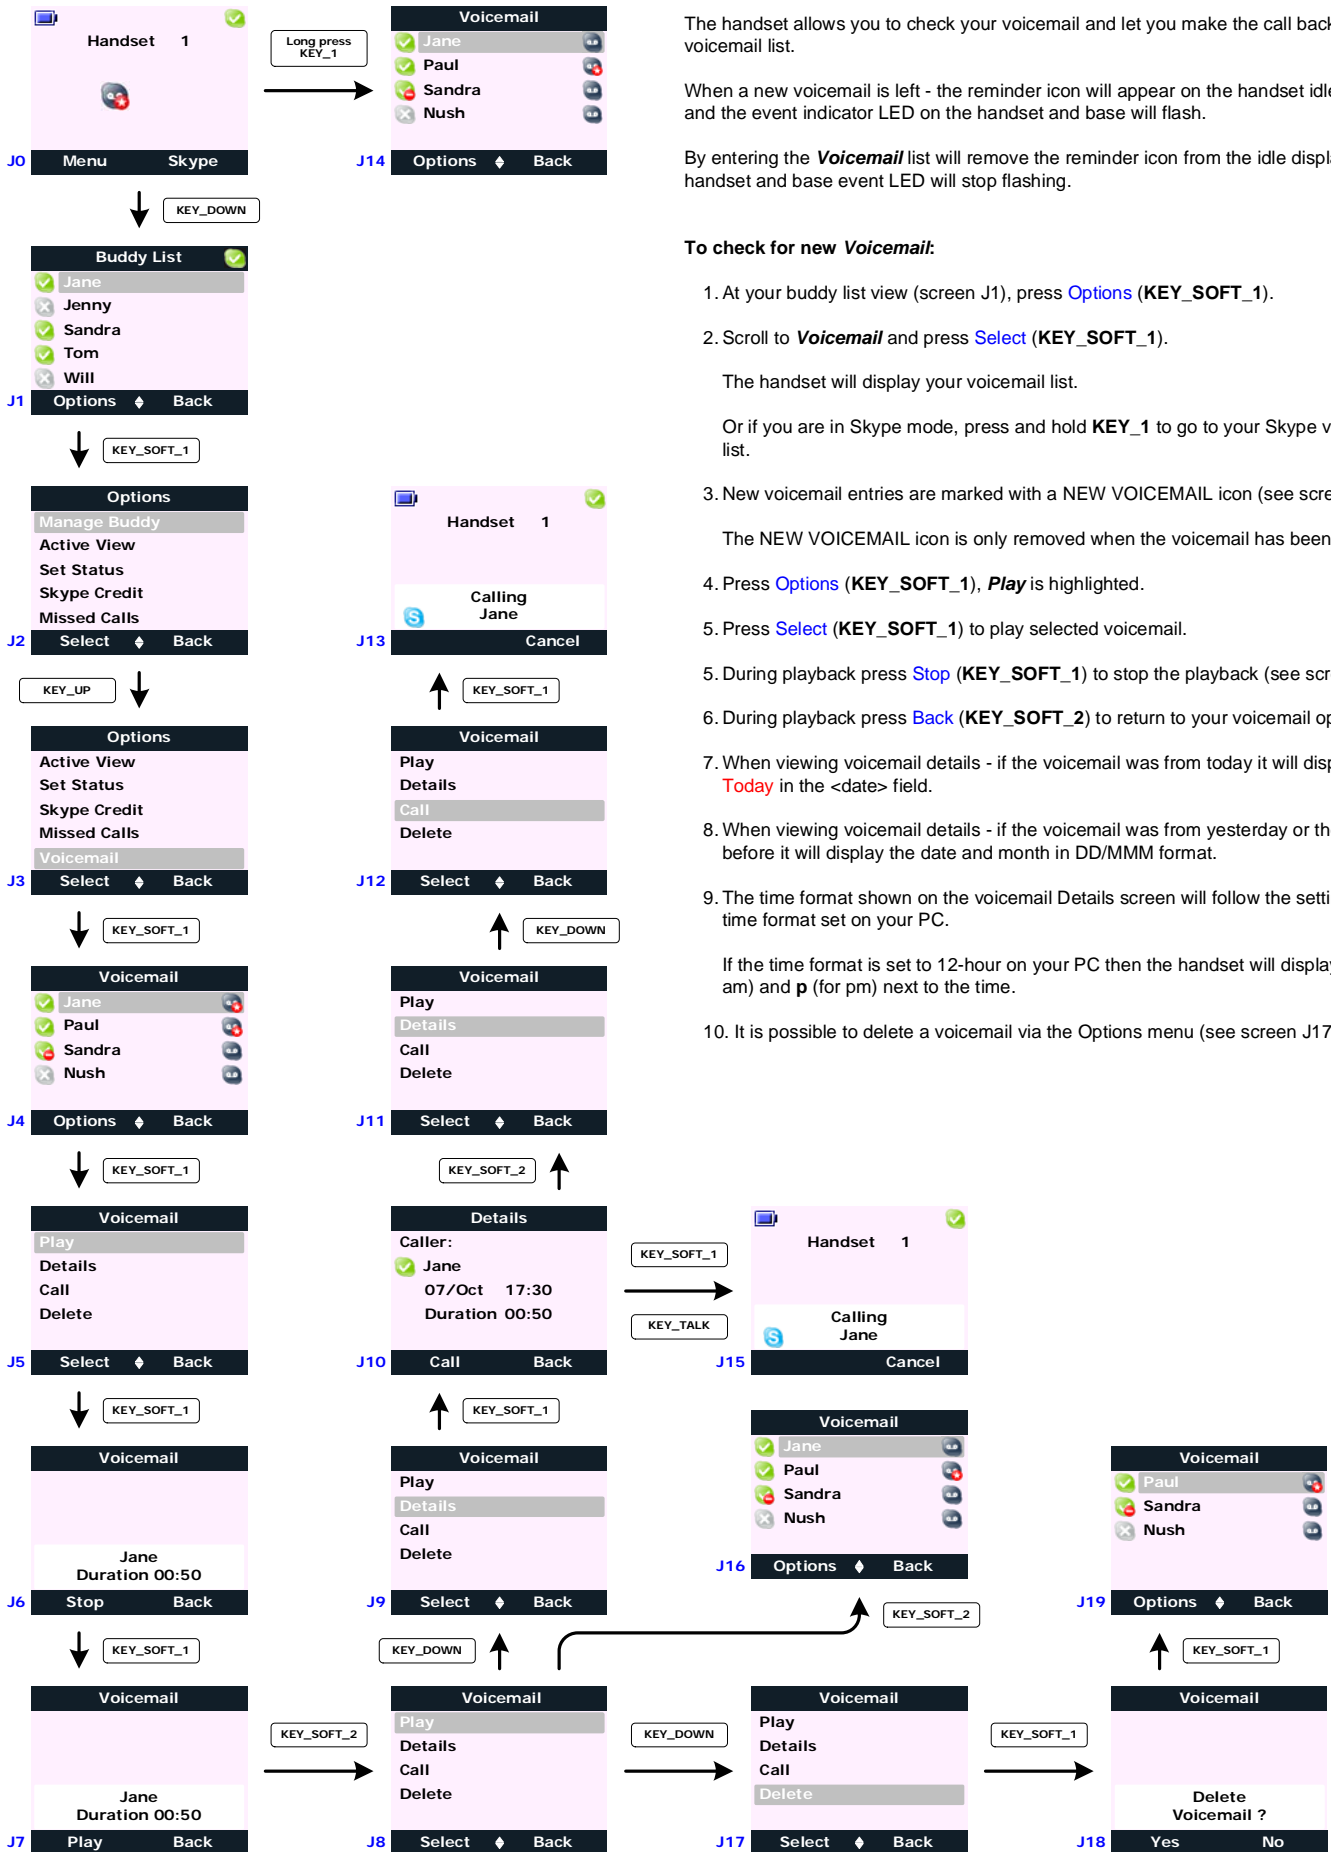 Handset 1
J0 Menu Skype
Long press
KEY_1
Voicemail
Jane
Paul
Sandra
Nush
J14 Options Back
KEY_DOWN
Buddy List
Jane
Jenny
Sandra
Tom
Will
J1 Options Back
KEY_SOFT_1
Options
Manage Buddy
Active View
Set Status
Skype Credit
Missed Calls
J2 Select Back
KEY_UP
Options
Active View
Set Status
Skype Credit
Missed Calls
Voicemail
J3 Select Back
KEY_SOFT_1
Voicemail
Jane
Paul
Sandra
Nush
J4 Options Back
KEY_SOFT_1
Voicemail
Play
Details
Call
Delete
J5 Select Back
KEY_SOFT_1
Voicemail
Jane
Duration 00:50
J6 Stop Back
KEY_SOFT_1
Voicemail
Jane
Duration 00:50
J7 Play Back
KEY_SOFT_2
Handset 1
Calling
Jane
J13 Cancel
KEY_SOFT_1
Voicemail
Play
Details
Call
Delete
J12 Select Back
KEY_DOWN
Voicemail
Play
Details
Call
Delete
J11 Select Back
KEY_SOFT_2
Details
Caller:
Jane
07/Oct 17:30
Duration 00:50
J10 Call Back
KEY_SOFT_1
Voicemail
Play
Details
Call
Delete
J9 Select Back
KEY_DOWN
Voicemail
Play
Details
Call
Delete
J8 Select Back
KEY_SOFT_1
KEY_TALK
Handset 1
Calling
Jane
J15 Cancel
Voicemail
Jane
Paul
Sandra
Nush
J16 Options Back
KEY_SOFT_2
KEY_DOWN
Voicemail
Play
Details
Call
Delete
J17 Select Back
KEY_SOFT_1
Voicemail
Paul
Sandra
Nush
J19 Options Back
KEY_SOFT_1
Voicemail
Delete
Voicemail ?
J18 Yes No
The handset allows you to check your voicemail and let you make the call back
voicemail list.
When a new voicemail is left - the reminder icon will appear on the handset idle
and the event indicator LED on the handset and base will flash.
By entering the Voicemail list will remove the reminder icon from the idle displ
handset and base event LED will stop flashing.
To check for new Voicemail:
1. At your buddy list view (screen J1), press Options (KEY_SOFT_1).
2. Scroll to Voicemail and press Select (KEY_SOFT_1).
The handset will display your voicemail list.
Or if you are in Skype mode, press and hold KEY_1 to go to your Skype v
list.
3. New voicemail entries are marked with a NEW VOICEMAIL icon (see scre
The NEW VOICEMAIL icon is only removed when the voicemail has been
4. Press Options (KEY_SOFT_1), Play is highlighted.
5. Press Select (KEY_SOFT_1) to play selected voicemail.
5. During playback press Stop (KEY_SOFT_1) to stop the playback (see scr
6. During playback press Back (KEY_SOFT_2) to return to your voicemail op
7. When viewing voicemail details - if the voicemail was from today it will disp
Today in the <date> field.
8. When viewing voicemail details - if the voicemail was from yesterday or th
before it will display the date and month in DD/MMM format.
9. The time format shown on the voicemail Details screen will follow the setti
time format set on your PC.
If the time format is set to 12-hour on your PC then the handset will display
am) and p (for pm) next to the time.
10. It is possible to delete a voicemail via the Options menu (see screen J17